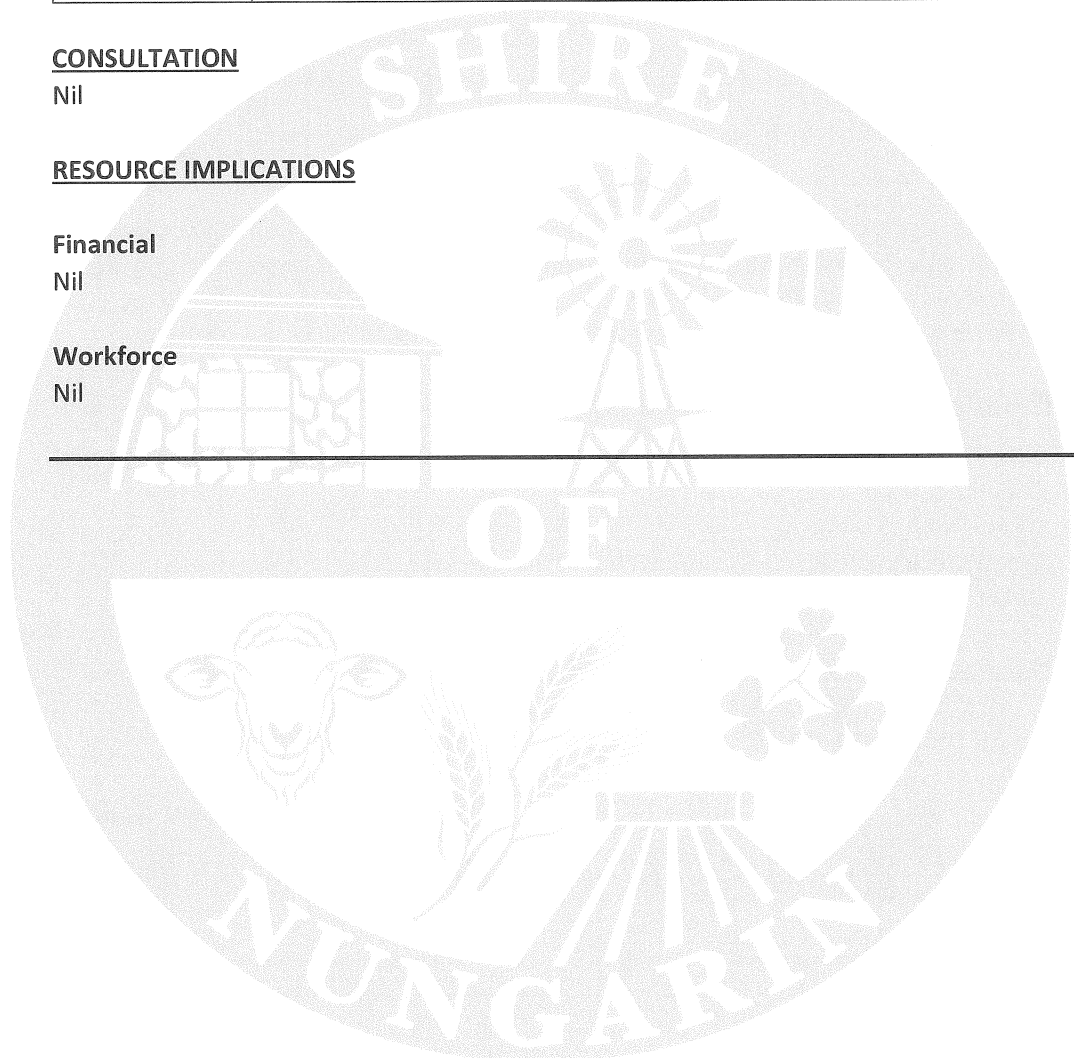 CONSULTATION
Nil
RESOURCE IMPLICATIONS
Financial
Nil
Workforce
Nil
SHIRE
OF
NUNGARIN